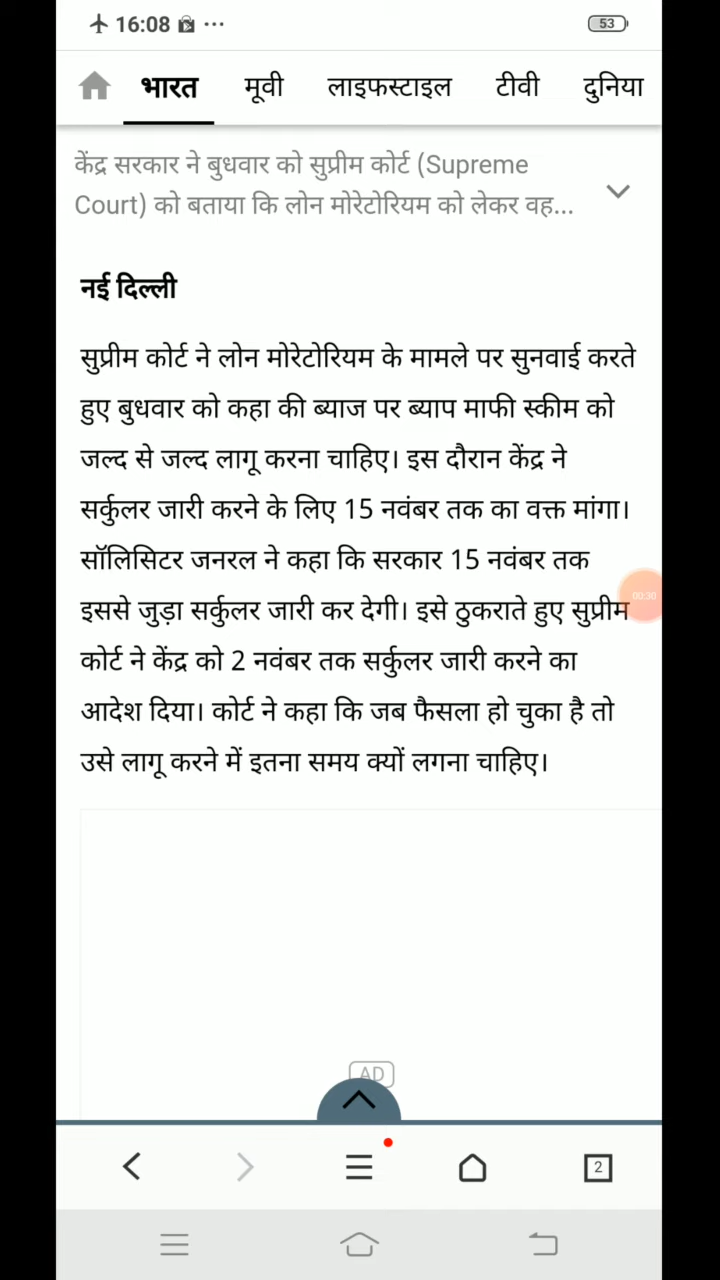 16:08 ...
53
भारत मूवी लाइफस्टाइल टीवी दुनिया
केंद्र सरकार ने बुधवार को सुप्रीम कोर्ट (Supreme
Court) को बताया कि लोन मोरेटोरियम को लेकर वह...
नई दिल्ली
सुप्रीम कोर्ट ने लोन मोरेटोरियम के मामले पर सुनवाई करते
हुए बुधवार को कहा की ब्याज पर ब्याप माफी स्कीम को
जल्द से जल्द लागू करना चाहिए। इस दौरान केंद्र ने
सर्कुलर जारी करने के लिए 15 नवंबर तक का वक्त मांगा।
सॉलिसिटर जनरल ने कहा कि सरकार 15 नवंबर तक
इससे जुड़ा सर्कुलर जारी कर देगी। इसे ठुकराते हुए सुप्रीम
00:30
कोर्ट ने केंद्र को 2 नवंबर तक सर्कुलर जारी करने का
आदेश दिया। कोर्ट ने कहा कि जब फैसला हो चुका है तो
उसे लागू करने में इतना समय क्यों लगना चाहिए।
AD
2